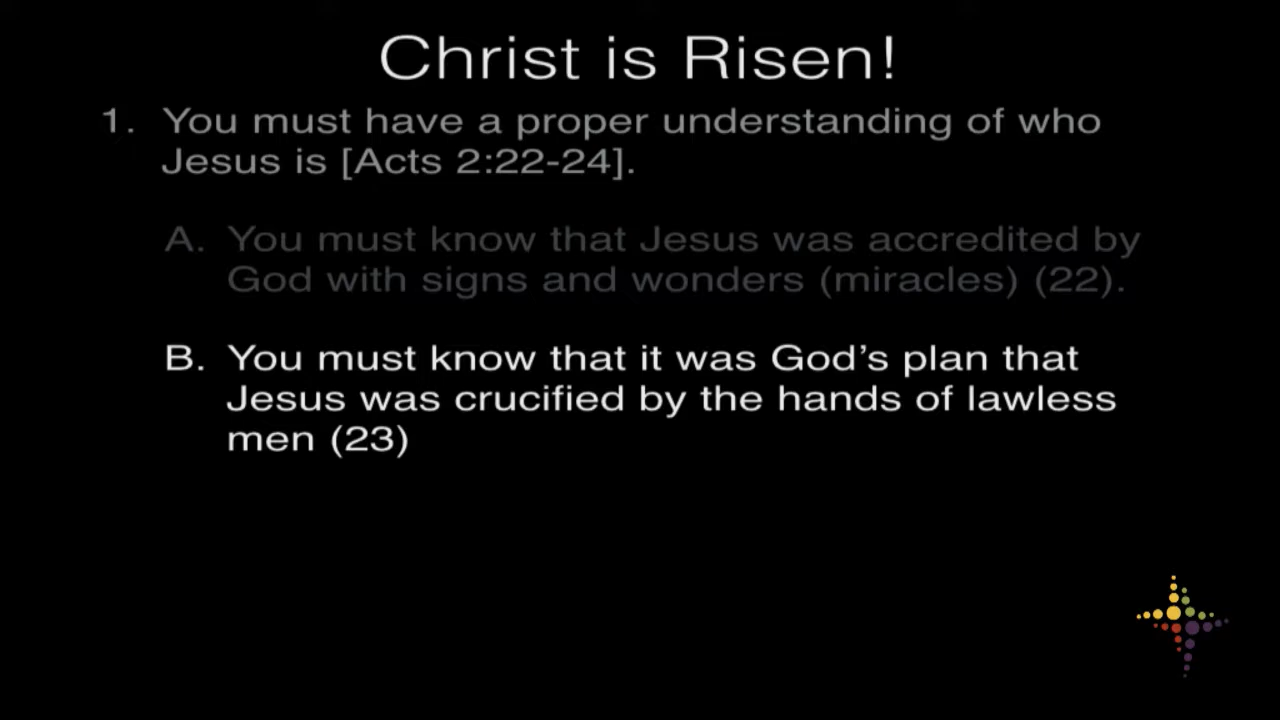 Christ is Risen!
1. You must have a proper understanding of who
Jesus is [Acts 2:22-24].
A. You must know that Jesus was accredited by
God with signs and wonders (miracles) (22).
B. You must know that it was God’s plan that
Jesus was crucified by the hands of lawless
men (23)